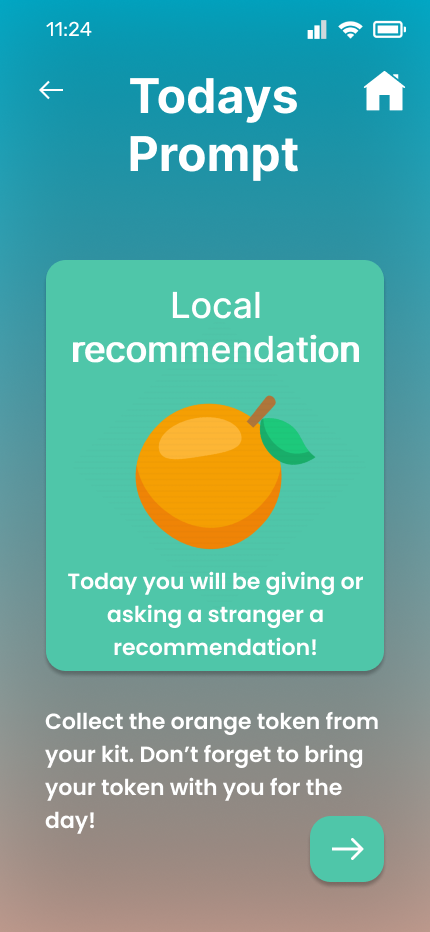 11:24
Todays
Prompt
Local
recommendation
Today you will be giving or
asking a stranger a
recommendation!
Collect the orange token from
your kit. Don’t forget to bring
your token with you for the
day!